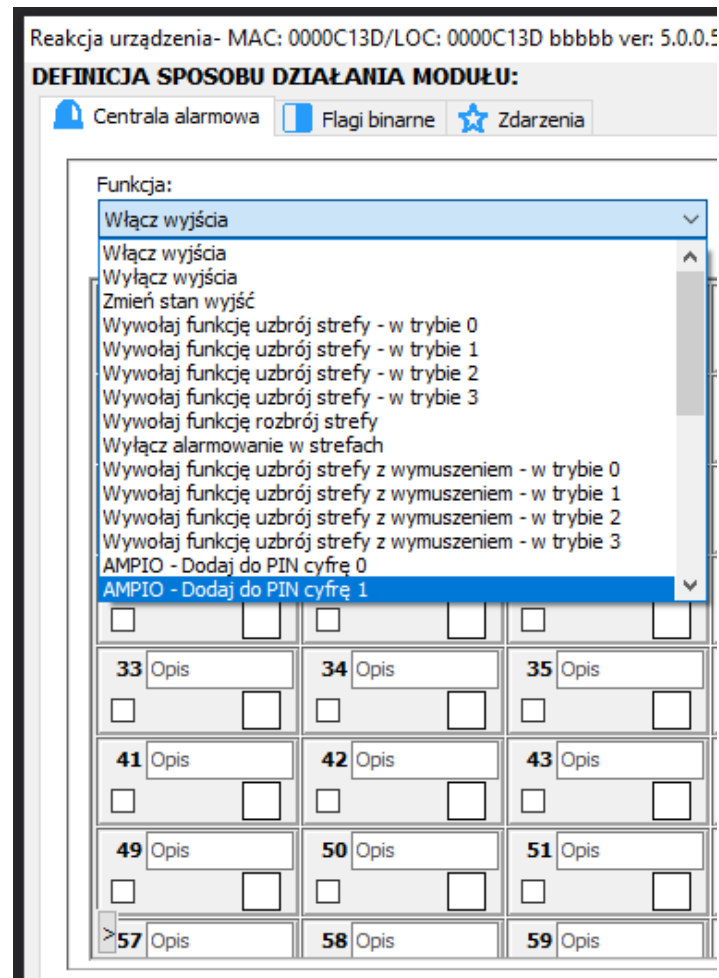 Reakcja urządzenia- MAC: 0000C13D/LOC: 0000C13D bbbbb ver: 5.0.0.5
DEFINICJA SPOSOBU DZIAŁANIA MODUŁU:
Centrala alarmowa Flagi binarne Zdarzenia
Funkcja:
Włącz wyjścia
Włącz wyjścia
Wyłącz wyjścia
Zmień stan wyjść
Wywołaj funkcję uzbrój strefy - w trybie 0
Wywołaj funkcję uzbrój strefy - w trybie 1
Wywołaj funkcję uzbrój strefy - w trybie 2
Wywołaj funkcję uzbrój strefy - w trybie 3
Wywołaj funkcję rozbrój strefy
Wyłącz alarmowanie w strefach
Wywołaj funkcję uzbrój strefy z wymuszeniem - w trybie 0
Wywołaj funkcję uzbrój strefy z wymuszeniem - w trybie 1
Wywołaj funkcję uzbrój strefy z wymuszeniem - w trybie 2
Wywołaj funkcję uzbrój strefy z wymuszeniem - w trybie 3
AMPIO - Dodaj do PIN cyfrę 0
AMPIO - Dodaj do PIN cyfrę 1
33 Opis 34 Opis 35 Opis
41 Opis 42 Opis 43 Opis
49 Opis 50 Opis 51 Opis
> 57 Opis 58 Opis 59 Opis